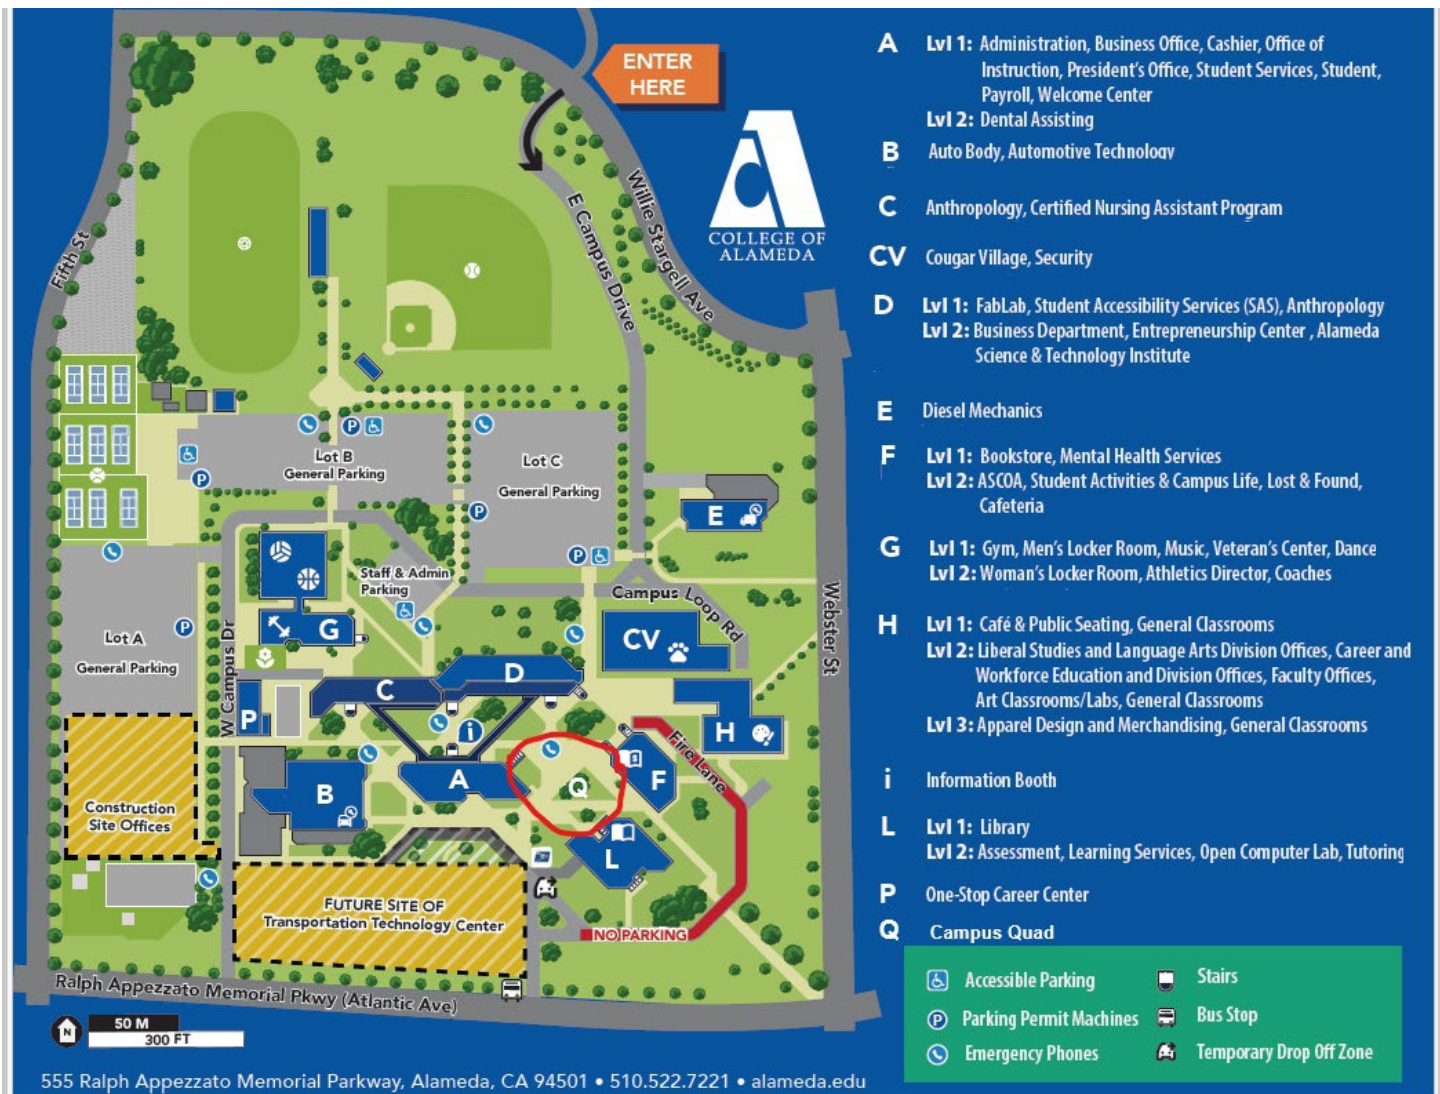 ENTER
HERE
COLLEGE OF
ALAMEDA
Fifth St
E Campus Drive
Willie Stargell Ave
Lot B
General Parking
Lot C
General Parking
E
Staff & Admin
Parking
Campus Loop Rd
Webster St
Lot A
General Parking
W Campus Dr
G
CV
D
C
P
i
H
Fire Lane
A
Q
F
B
L
Construction
Site Offices
FUTURE SITE OF
Transportation Technology Center
NO PARKING
Ralph Appezzato Memorial Pkwy (Atlantic Ave)
N
50 M
300 FT
555 Ralph Appezzato Memorial Parkway, Alameda, CA 94501 • 510.522.7221 • alameda.edu
A Lvl 1: Administration, Business Office, Cashier, Office of
Instruction, President's Office, Student Services, Student,
Payroll, Welcome Center
Lvl 2: Dental Assisting
B Auto Body, Automotive Technology
C Anthropology, Certified Nursing Assistant Program
CV Cougar Village, Security
D Lvl 1: FabLab, Student Accessibility Services (SAS), Anthropology
Lvl 2: Business Department, Entrepreneurship Center , Alameda
Science & Technology Institute
E Diesel Mechanics
F Lvl 1: Bookstore, Mental Health Services
Lvl 2: ASCOA, Student Activities & Campus Life, Lost & Found,
Cafeteria
G Lvl 1: Gym, Men's Locker Room, Music, Veteran's Center, Dance
Lvl 2: Woman's Locker Room, Athletics Director, Coaches
H Lvl 1: Café & Public Seating, General Classrooms
Lvl 2: Liberal Studies and Language Arts Division Offices, Career and
Workforce Education and Division Offices, Faculty Offices,
Art Classrooms/Labs, General Classrooms
Lvl 3: Apparel Design and Merchandising, General Classrooms
i Information Booth
L Lvl 1: Library
Lvl 2: Assessment, Learning Services, Open Computer Lab, Tutoring
P One-Stop Career Center
Q Campus Quad
Accessible Parking
Stairs
P Parking Permit Machines
Bus Stop
Emergency Phones
Temporary Drop Off Zone